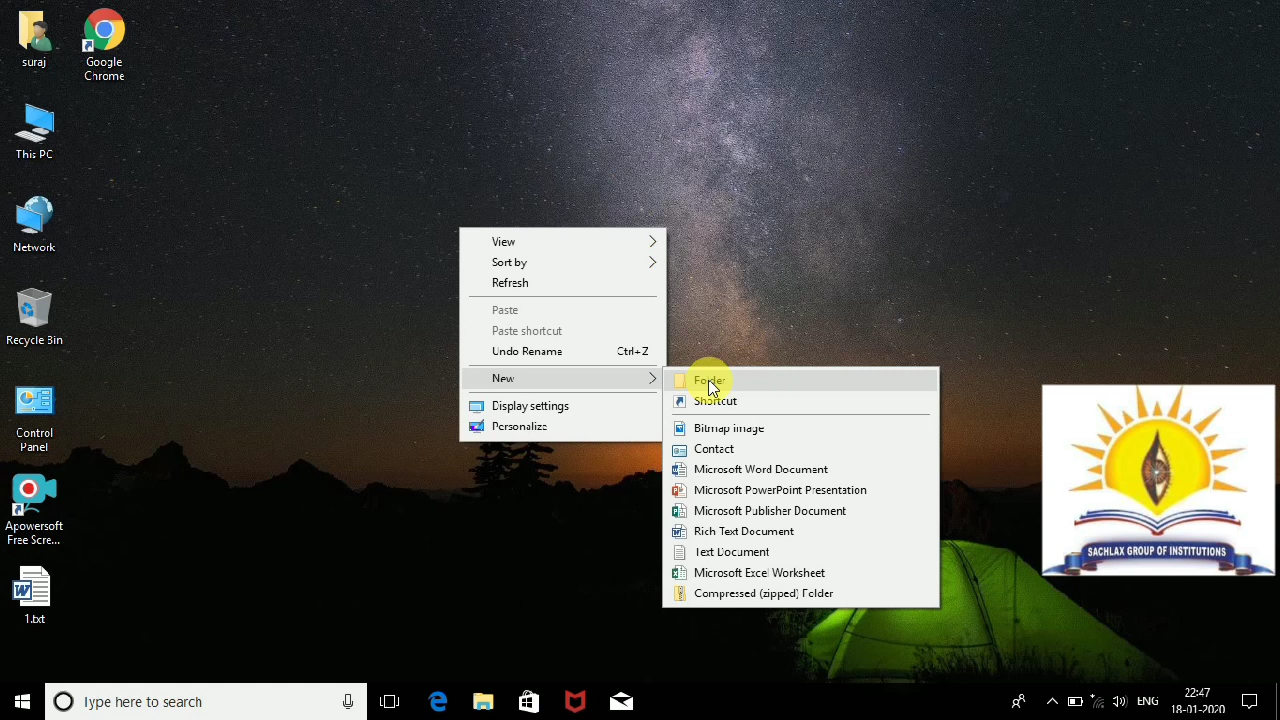 suraj
Google
Chrome
This PC
Network
Recycle Bin
Control
Panel
Apowersoft
Free Scre...
1.txt
View
Sort by
Refresh
Paste
Paste shortcut
Undo Rename Ctrl+Z
New
Display settings
Personalize
Folder
Shortcut
Bitmap image
Contact
Microsoft Word Document
Microsoft PowerPoint Presentation
Microsoft Publisher Document
Rich Text Document
Text Document
Microsoft Excel Worksheet
Compressed (zipped) Folder
SACHLAX GROUP OF INSTITUTIONS
Type here to search
ENG
22:47
18-01-2020